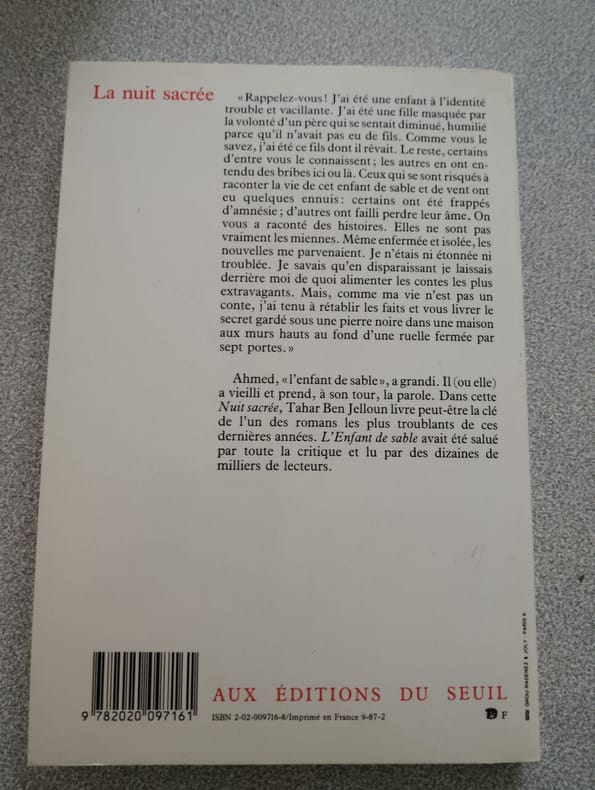 La nuit sacrée
« Rappelez-vous ! J'ai été une enfant à l'identité
trouble et vacillante. J'ai été une fille masquée par
la volonté d'un père qui se sentait diminué, humilié
parce qu'il n'avait pas eu de fils. Comme vous le
savez, j'ai été ce fils dont il rêvait. Le reste, certains
d'entre vous le connaissent ; les autres en ont en-
tendu des bribes ici ou là. Ceux qui se sont risqués à
raconter la vie de cet enfant de sable et de vent ont
eu quelques ennuis : certains ont été frappés
d'amnésie ; d'autres ont failli perdre leur âme. On
vous a raconté des histoires. Elles ne sont pas
vraiment les miennes. Même enfermée et isolée, les
nouvelles me parvenaient. Je n'étais ni étonnée ni
troublée. Je savais qu'en disparaissant je laissais
derrière moi de quoi alimenter les contes les plus
extravagants. Mais, comme ma vie n'est pas un
conte, j'ai tenu à rétablir les faits et vous livrer le
secret gardé sous une pierre noire dans une maison
aux murs hauts au fond d'une ruelle fermée par
sept portes. »
Ahmed, « l'enfant de sable », a grandi. Il (ou elle)
a vieilli et prend, à son tour, la parole. Dans cette
Nuit sacrée, Tahar Ben Jelloun livre peut-être la clé
de l'un des romans les plus troublants de ces
dernières années. L'Enfant de sable avait été salué
par toute la critique et lu par des dizaines de
milliers de lecteurs.
9 782020 097161
AUX ÉDITIONS DU SEUIL
ISBN 2-02-009716-8/Imprimé en France 9-87-2
F
GROU-RADENEZ & JOLY - PARIS 6